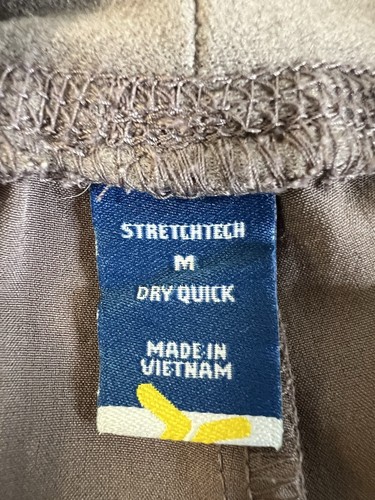 STRETCHTECH
M
DRY QUICK
MADE IN
VIETNAM